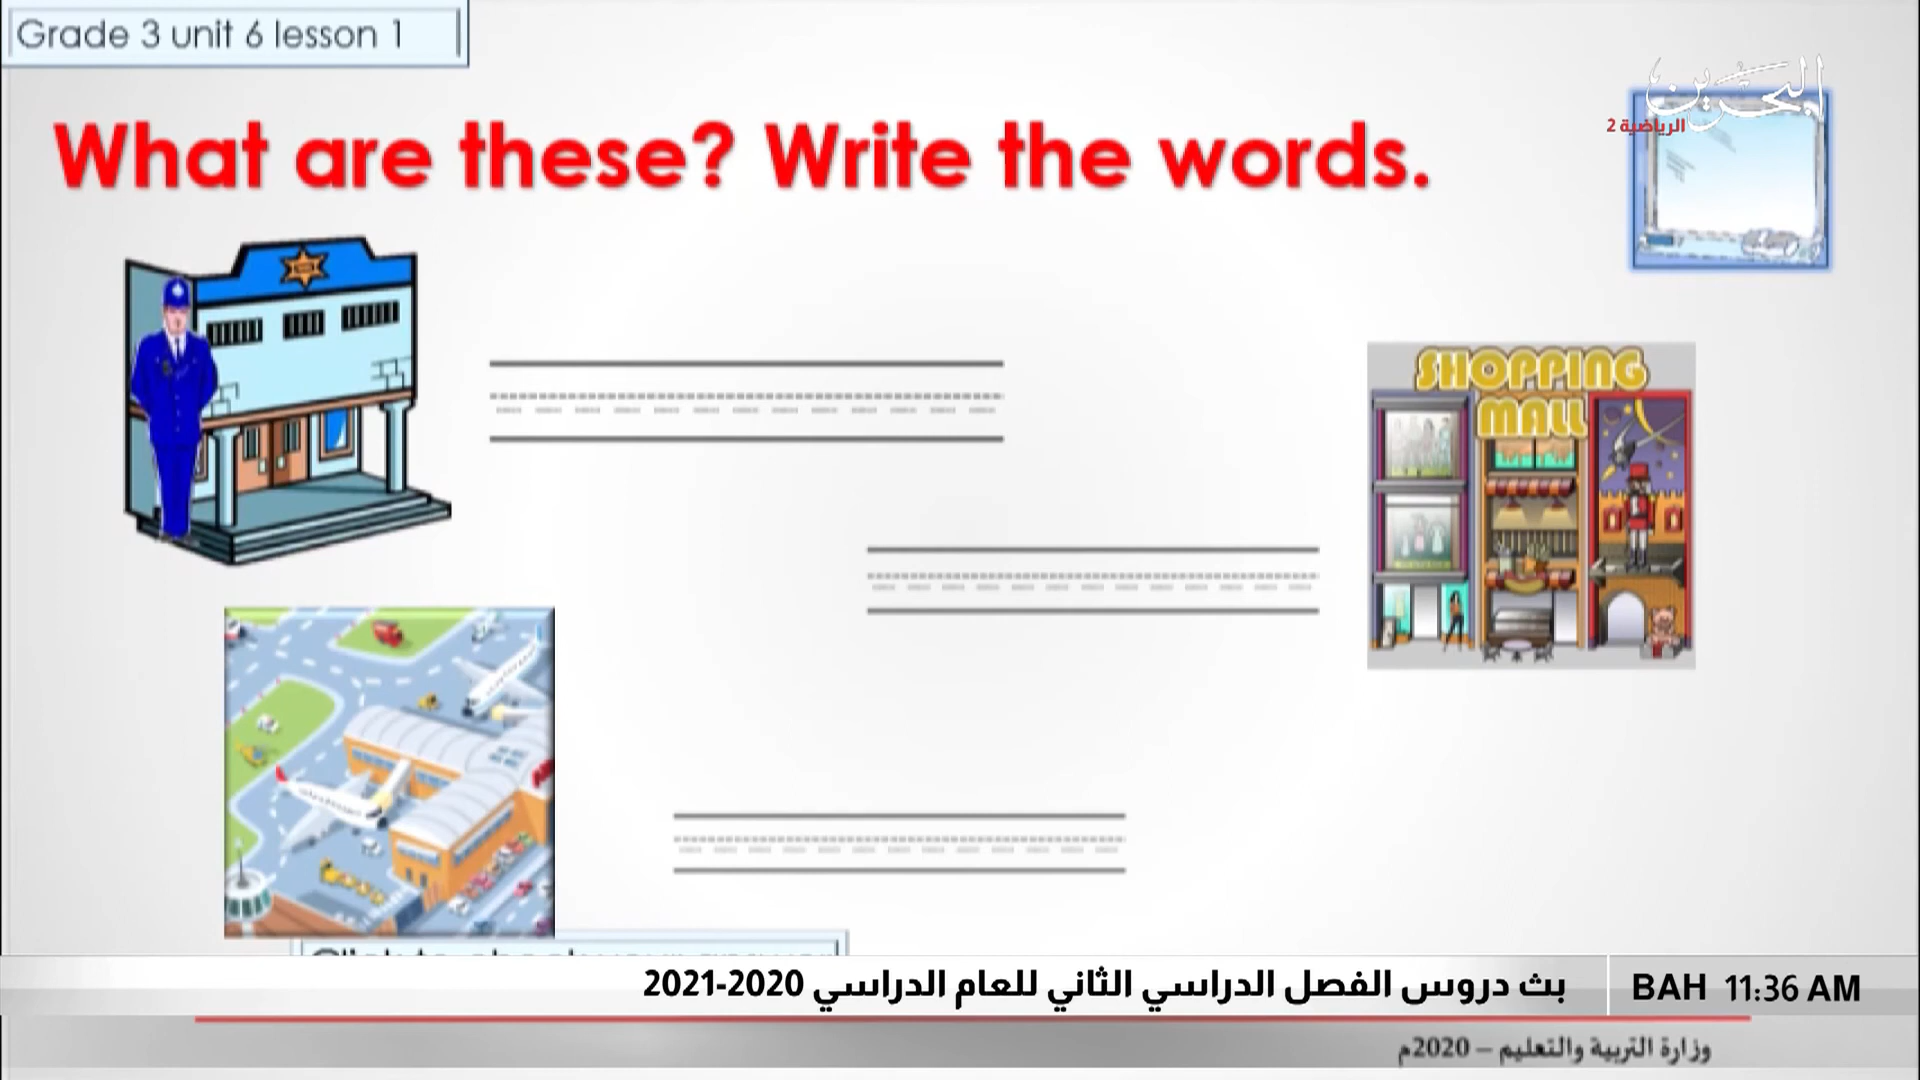 Grade 3 unit 6 lesson 1
البحرين
الرياضية 2
What are these? Write the words.
SHOPPING
MALL
بث دروس الفصل الدراسي الثاني للعام الدراسي 2020-2021
BAH 11:36 AM
وزارة التربية والتعليم – 2020م